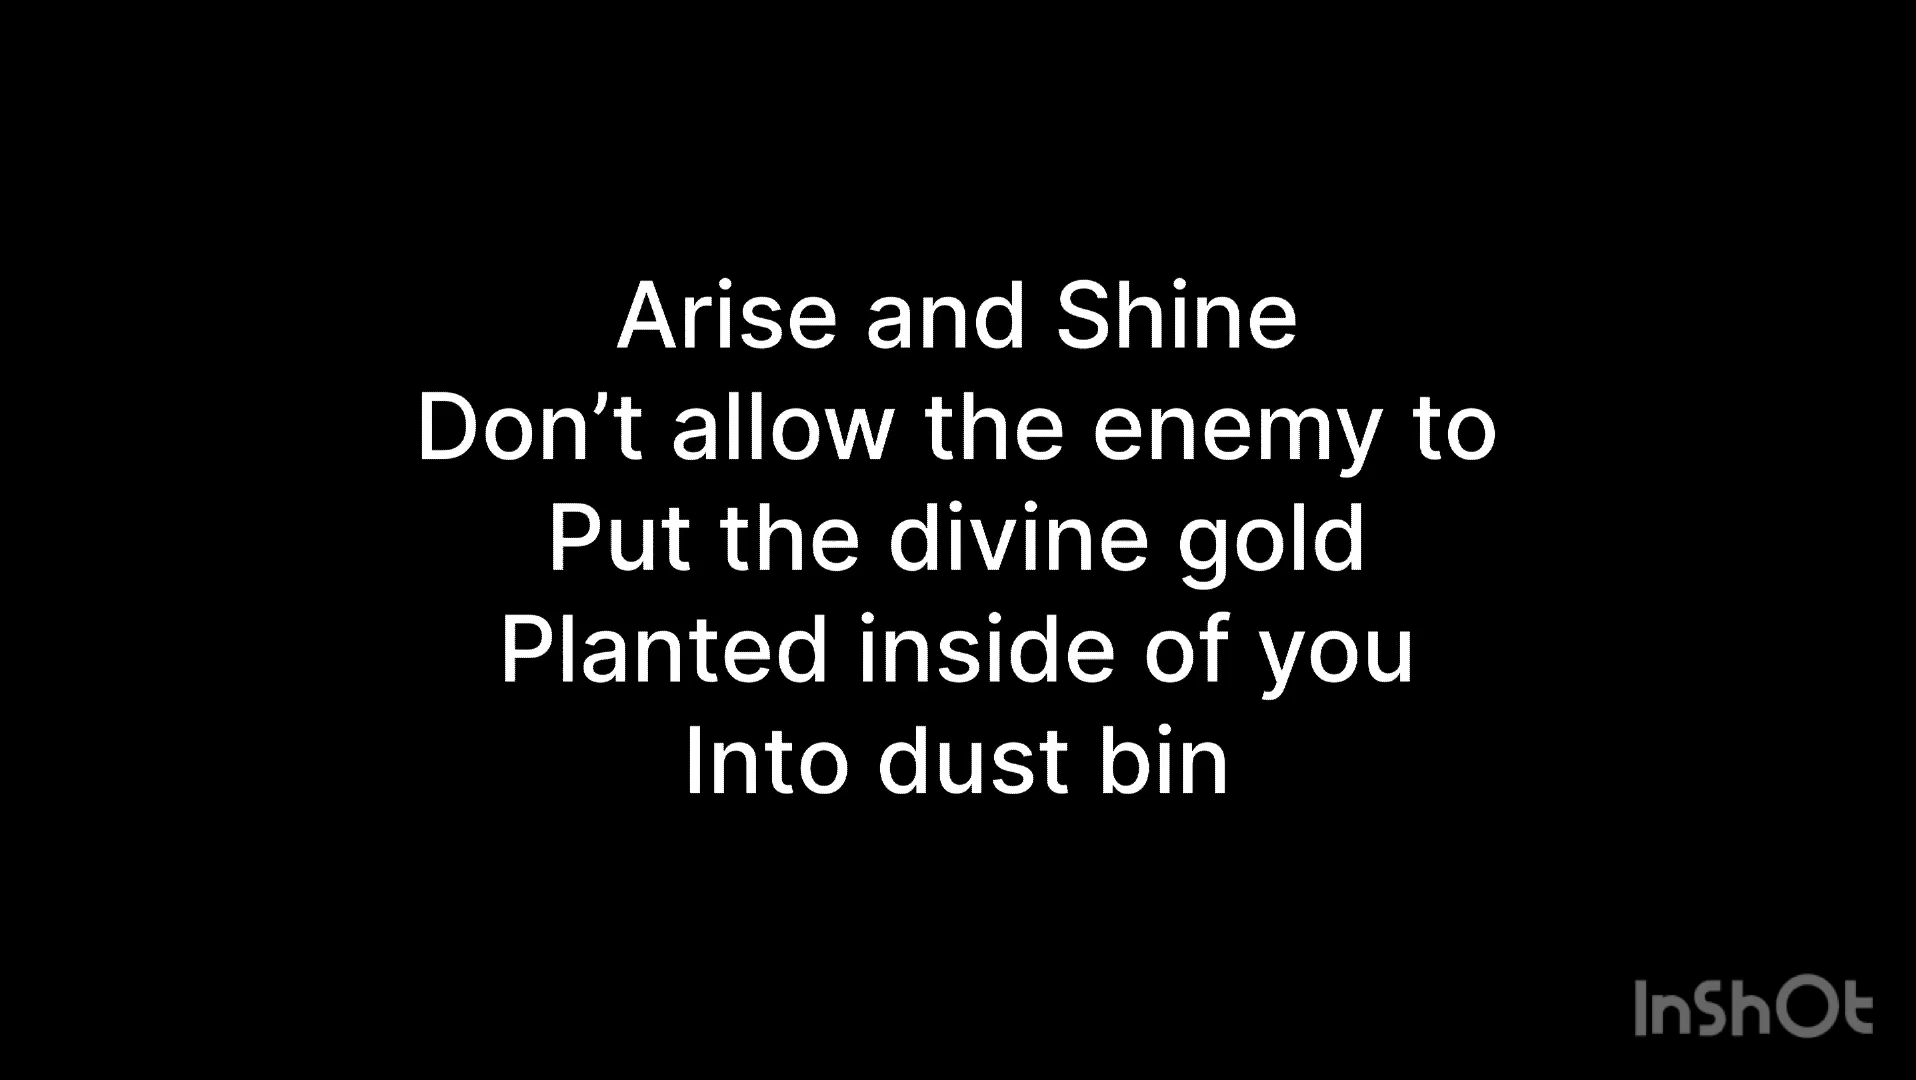 Arise and Shine
Don’t allow the enemy to
Put the divine gold
Planted inside of you
Into dust bin
InShOt